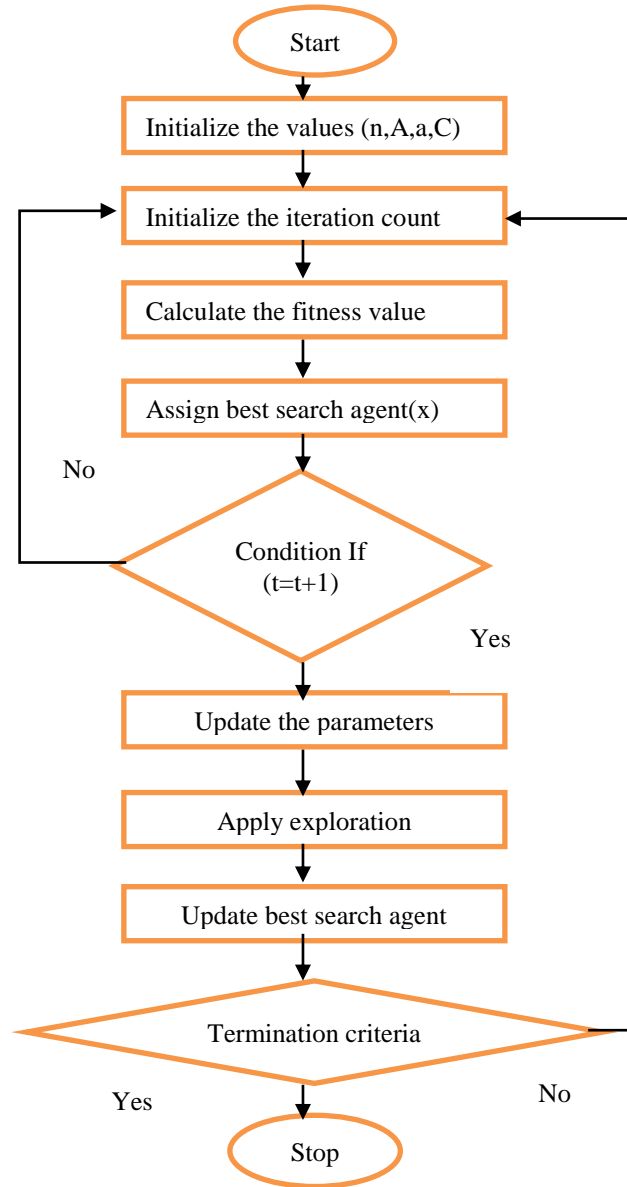 Start
Initialize the values (n,A,a,C)
Initialize the iteration count
Calculate the fitness value
Assign best search agent(x)
No
Condition If
(t=t+1)
Yes
Update the parameters
Apply exploration
Update best search agent
Termination criteria
Yes
No
Stop